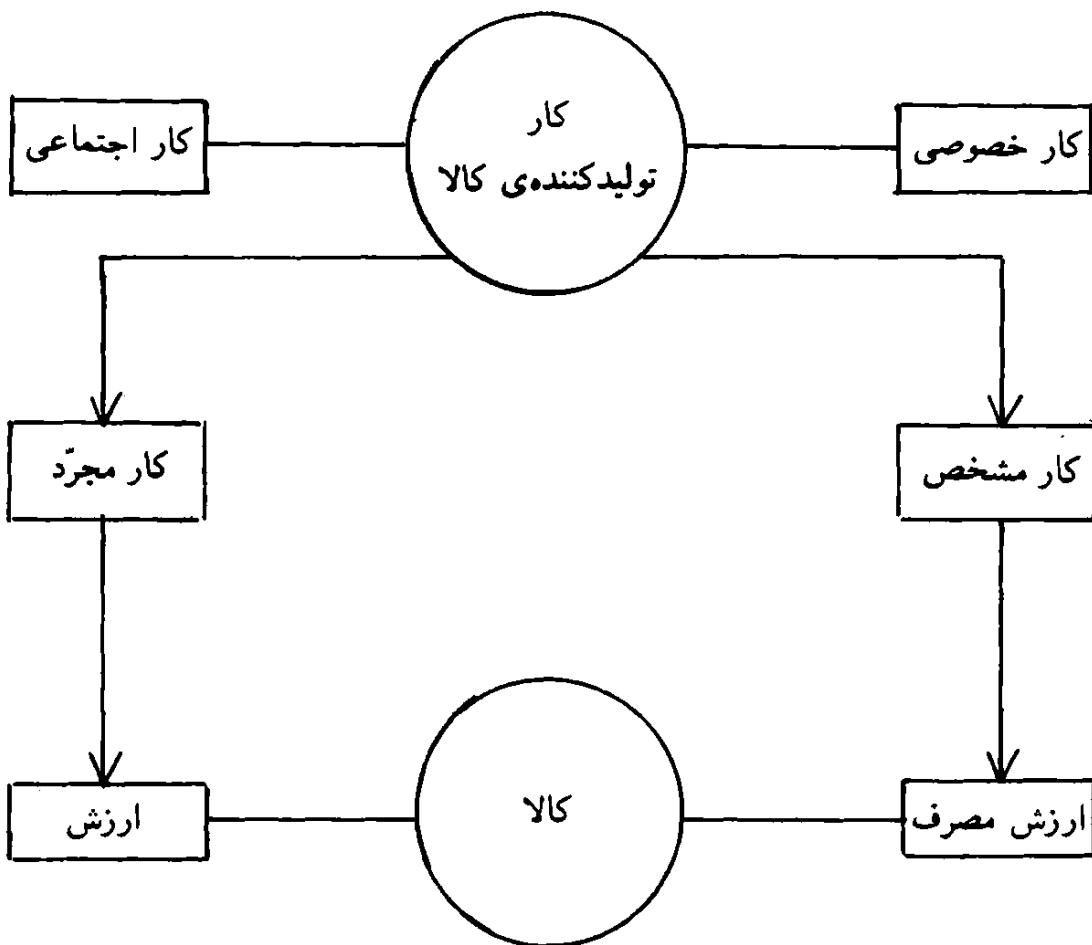 کار
تولیدکننده‌ی کالا
کار خصوصی
کار اجتماعی
کار مشخص
کار مجرّد
ارزش مصرف
کالا
ارزش